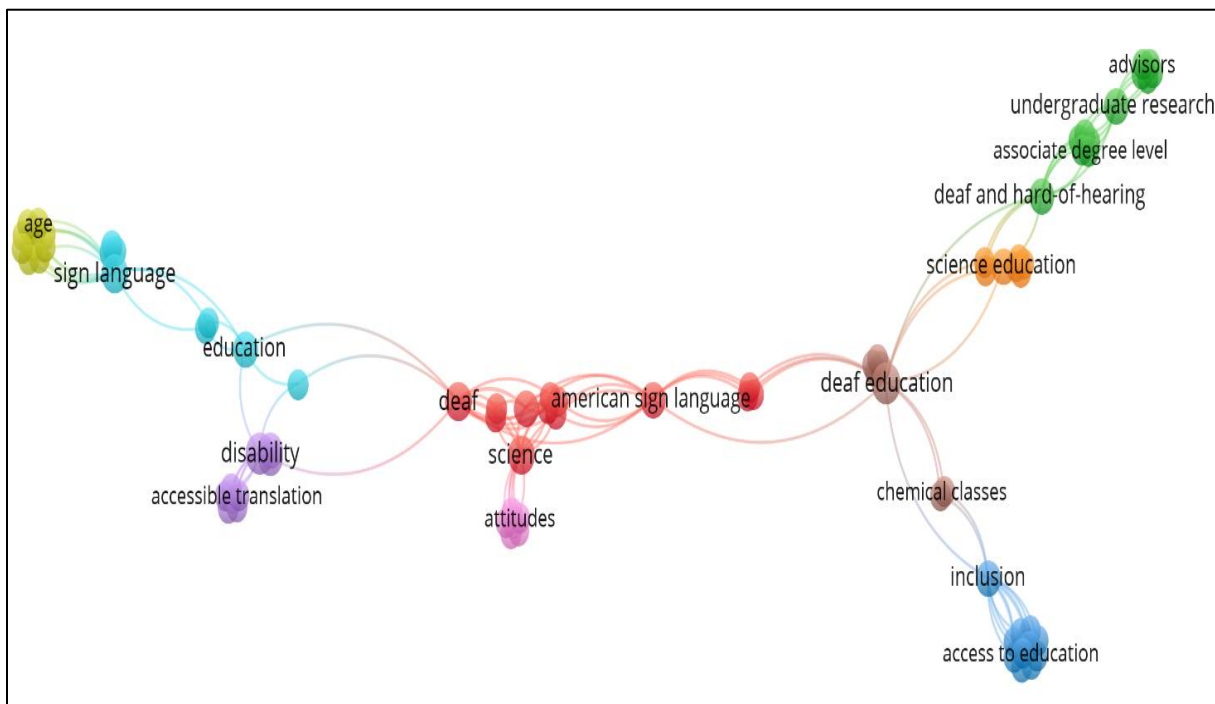 advisors
undergraduate research
associate degree level
deaf and hard-of-hearing
age
science education
sign language
education
deaf education
deaf
american sign language
disability
science
accessible translation
chemical classes
attitudes
inclusion
access to education